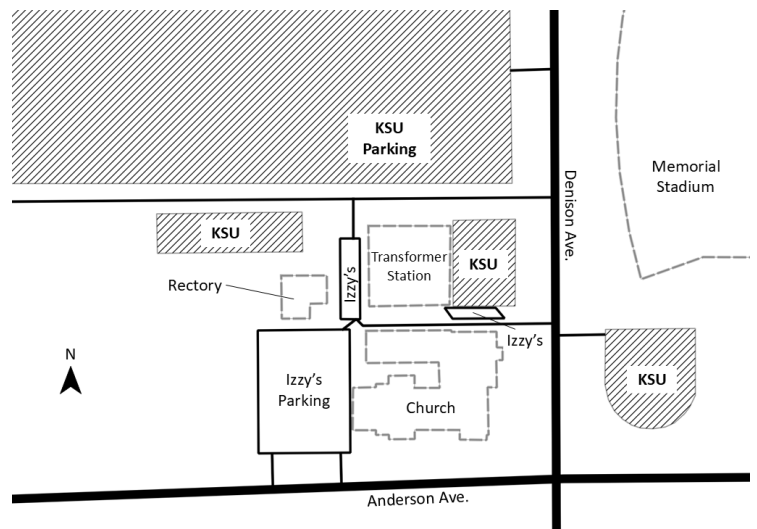 KSU
Parking
Memorial
Stadium
Denison Ave.
KSU
Izzy's
Transformer
Station
KSU
Rectory
Izzy's
N
Izzy's
Parking
Church
KSU
Anderson Ave.